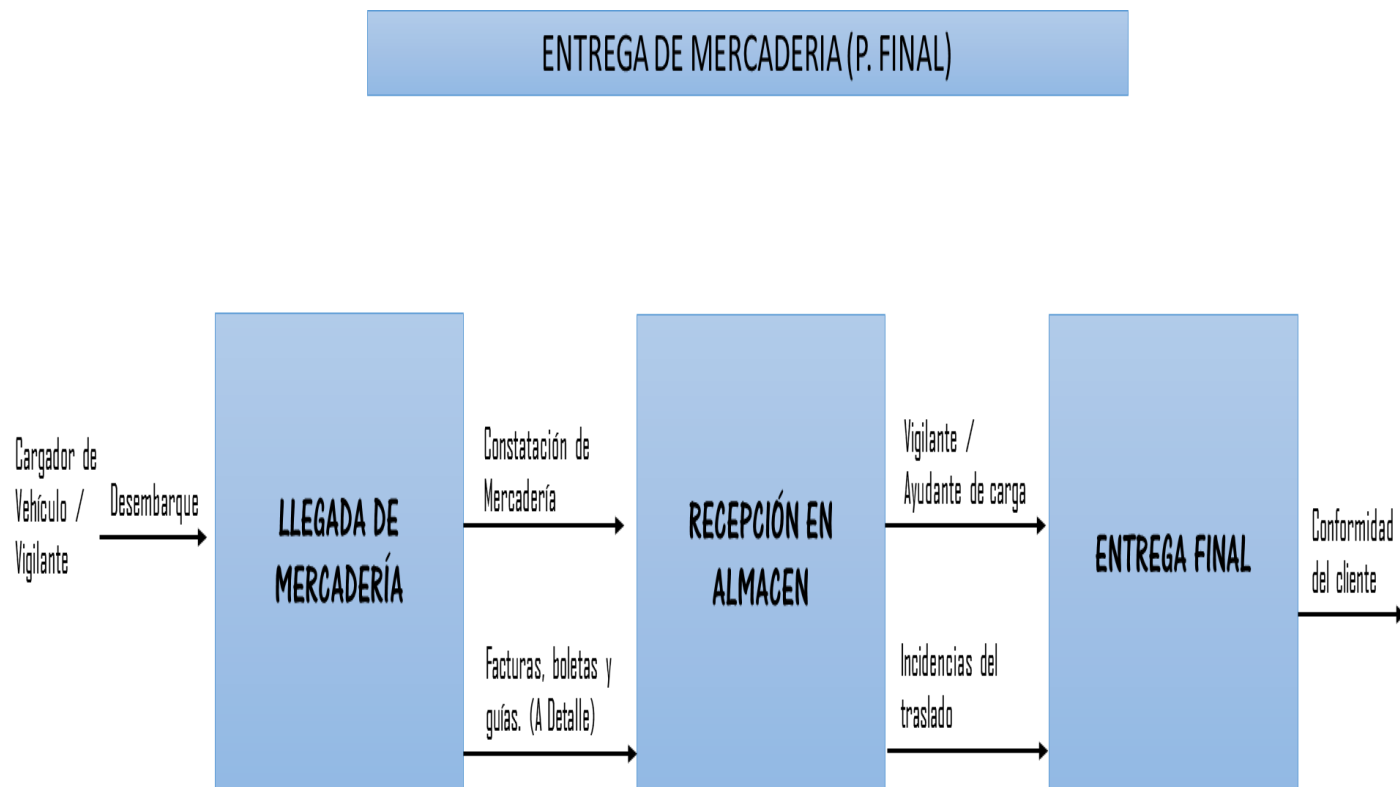 ENTREGA DE MERCADERIA (P. FINAL)
Cargador de
Vehículo /
Vigilante
Desembarque
LLEGADA DE
MERCADERÍA
Constatación de
Mercadería
Facturas, boletas y
guías. (A Detalle)
RECEPCIÓN EN
ALMACEN
Vigilante /
Ayudante de carga
Incidencias del
traslado
ENTREGA FINAL
Conformidad
del cliente